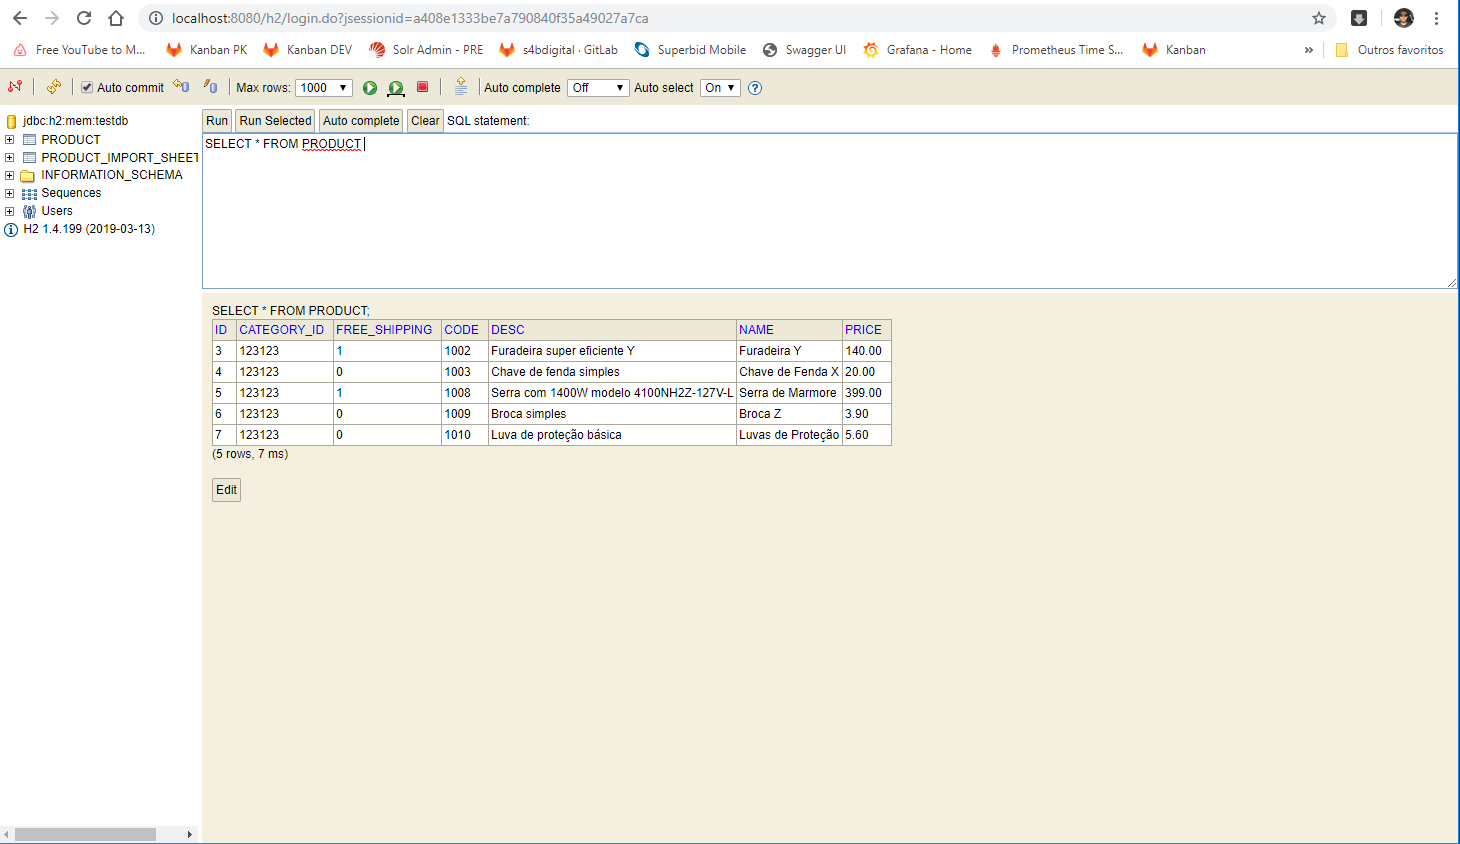 localhost:8080/h2/login.do?jsessionid=a408e1333be7a790840f35a49027a7ca
Free YouTube to M... Kanban PK Kanban DEV Solr Admin - PRE s4bdigital · GitLab Superbid Mobile Swagger UI Grafana - Home Prometheus Time S... Kanban » Outros favoritos
Auto commit Max rows: 1000 Auto complete Off Auto select On ?
jdbc:h2:mem:testdb
PRODUCT
PRODUCT_IMPORT_SHEET
INFORMATION_SCHEMA
Sequences
Users
H2 1.4.199 (2019-03-13)
Run Run Selected Auto complete Clear SQL statement:
SELECT * FROM PRODUCT
SELECT * FROM PRODUCT;
ID CATEGORY_ID FREE_SHIPPING CODE DESC NAME PRICE
3 123123 1 1002 Furadeira super eficiente Y Furadeira Y 140.00
4 123123 0 1003 Chave de fenda simples Chave de Fenda X 20.00
5 123123 1 1008 Serra com 1400W modelo 4100NH2Z-127V-L Serra de Marmore 399.00
6 123123 0 1009 Broca simples Broca Z 3.90
7 123123 0 1010 Luva de proteção básica Luvas de Proteção 5.60
(5 rows, 7 ms)
Edit